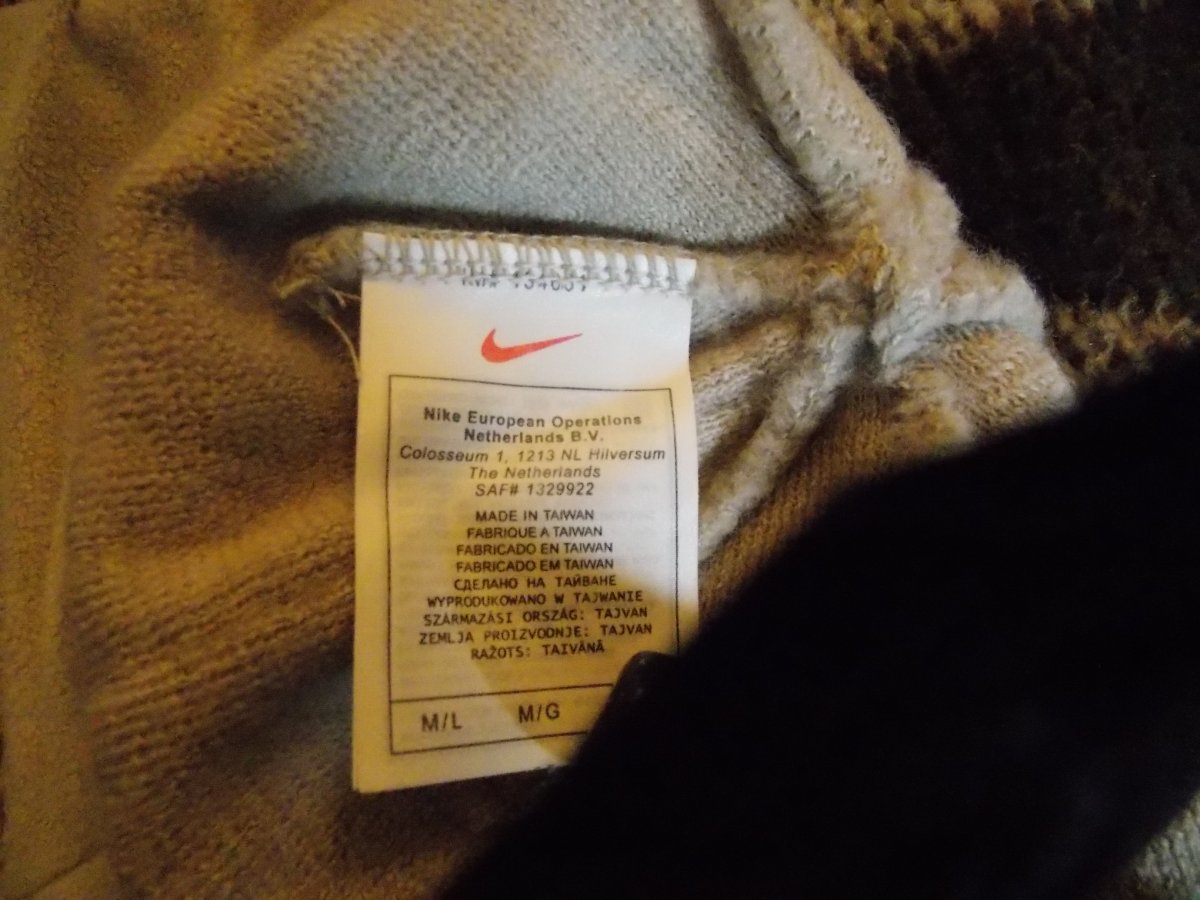 Nike European Operations
Netherlands B.V.
Colosseum 1, 1213 NL Hilversum
The Netherlands
SAF# 1329922
MADE IN TAIWAN
FABRIQUE A TAIWAN
FABRICADO EN TAIWAN
FABRICADO EM TAIWAN
СДЕЛАНО НА ТАЙВАНЕ
WYPRODUKOWANO W TAJWANIE
SZÁRMAZÁSI ORSZÁG: TAJVAN
ZEMLJA PROIZVODNJE: TAJVAN
RAŽOTS: TAIVĀNĀ
M/L M/G